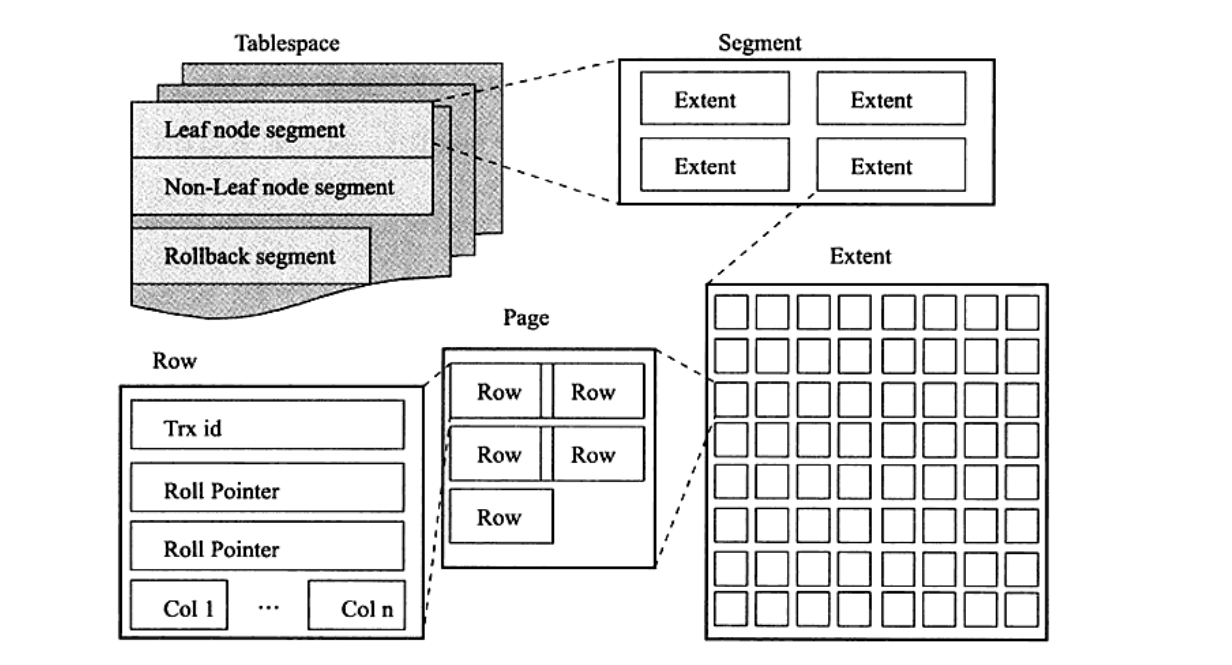 Tablespace
Leaf node segment
Non-Leaf node segment
Rollback segment
Segment
Extent Extent
Extent Extent
Extent
Page
Row Row
Row Row
Row
Row
Trx id
Roll Pointer
Roll Pointer
Col 1 ... Col n